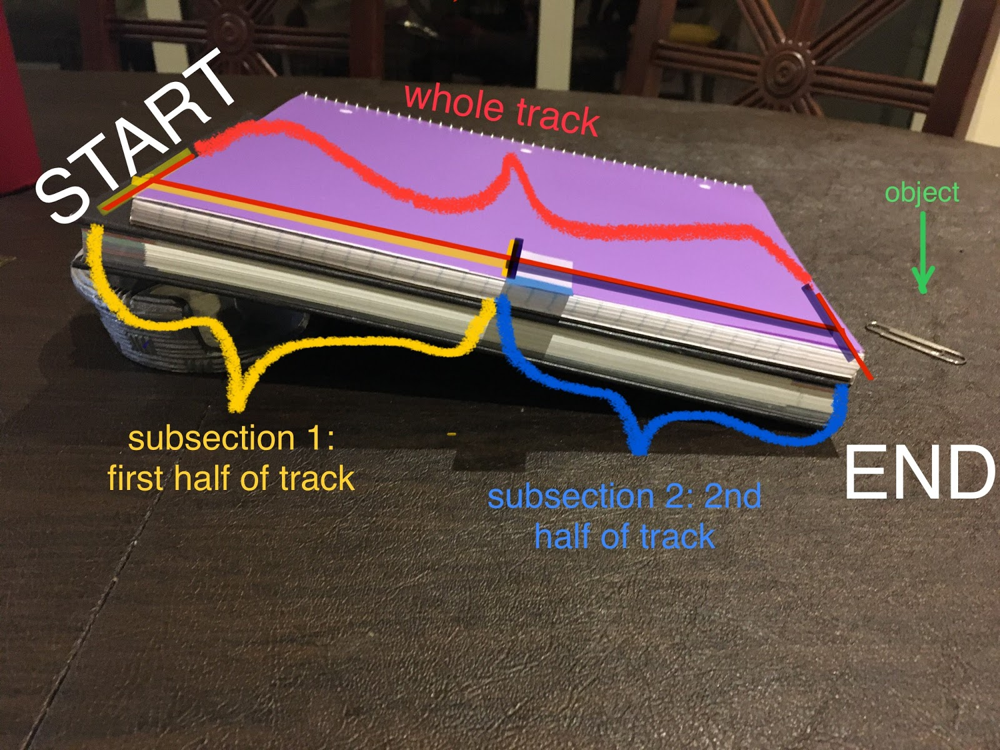 START
whole track
object
subsection 1:
first half of track
subsection 2: 2nd
half of track
END